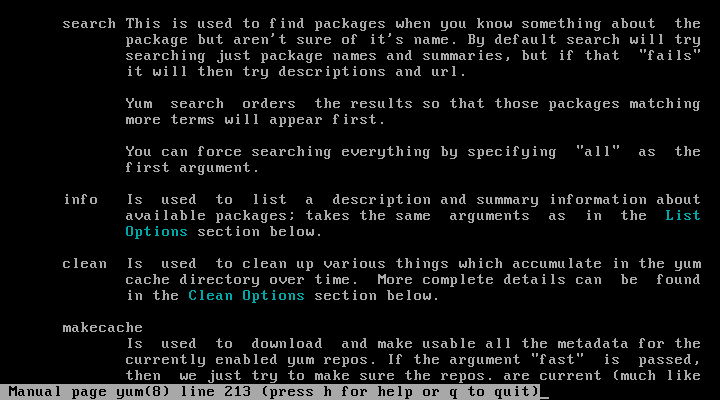 search This is used to find packages when you know something about  the
package but aren't sure of it's name. By default search will try
searching just package names and summaries, but if that  "fails"
it will then try descriptions and url.
Yum  search  orders  the results so that those packages matching
more terms will appear first.
You can force searching everything by specifying  "all"  as  the
first argument.
info   Is  used  to  list  a  description and summary information about
available packages; takes the same  arguments  as  in  the  List
Options section below.
clean  Is  used  to clean up various things which accumulate in the yum
cache directory over time.  More complete details can  be  found
in the Clean Options section below.
makecache
Is  used  to  download  and make usable all the metadata for the
currently enabled yum repos. If the argument "fast"  is  passed,
then  we just try to make sure the repos. are current (much like
Manual page yum(8) line 213 (press h for help or q to quit)